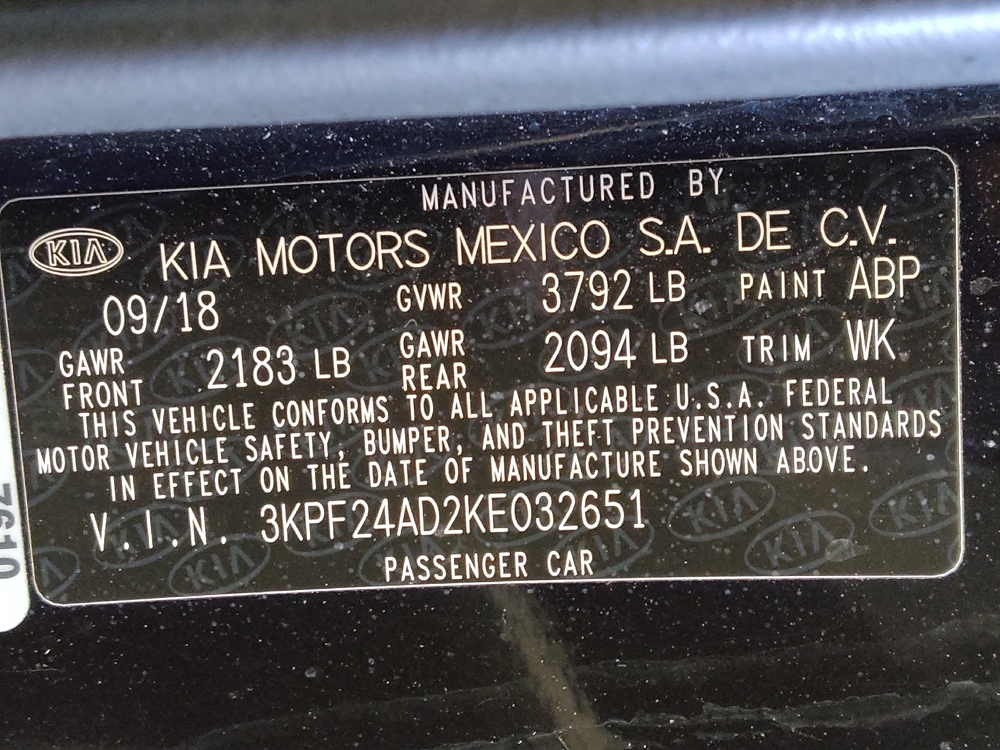 MANUFACTURED BY
KIA KIA MOTORS MEXICO S.A. DE C.V.
09/18 GVWR 3792 LB PAINT ABP
GAWR FRONT 2183 LB GAWR REAR 2094 LB TRIM WK
THIS VEHICLE CONFORMS TO ALL APPLICABLE U.S.A. FEDERAL
MOTOR VEHICLE SAFETY, BUMPER, AND THEFT PREVENTION STANDARDS
IN EFFECT ON THE DATE OF MANUFACTURE SHOWN ABOVE.
V.I.N. 3KPF24AD2KE032651
PASSENGER CAR